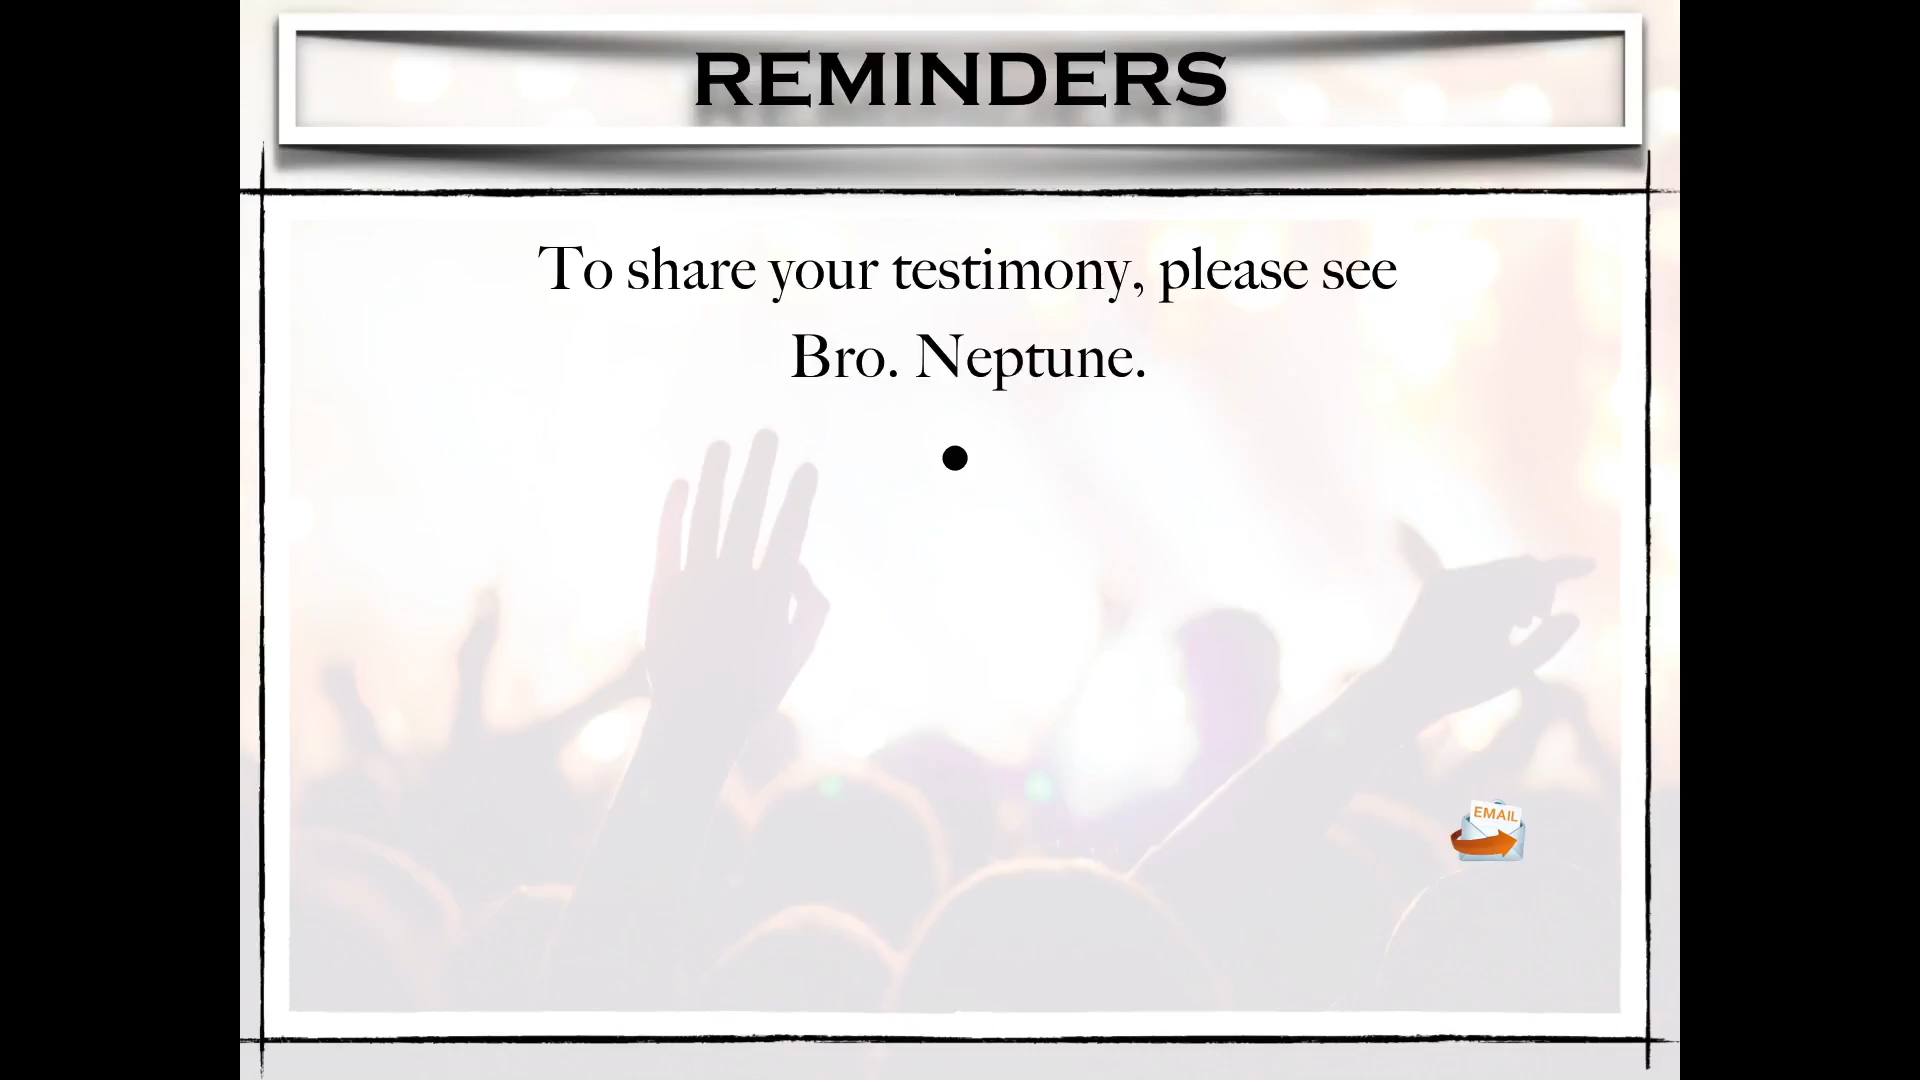 REMINDERS
To share your testimony, please see
Bro. Neptune.
•
EMAIL